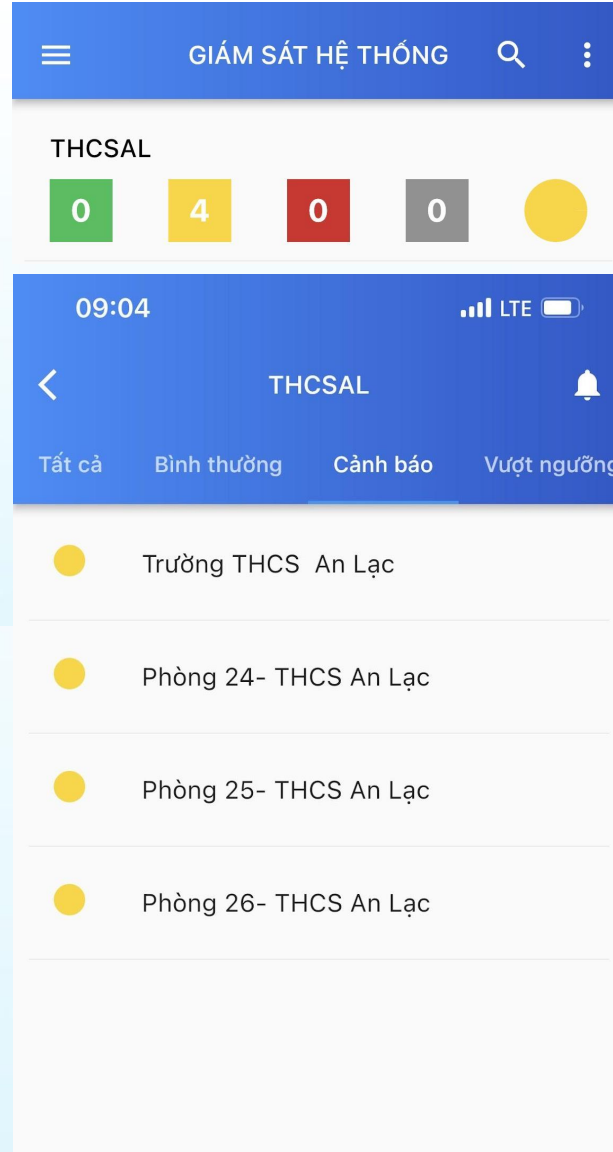 GIÁM SÁT HỆ THỐNG
THCSAL
0 4 0 0
09:04 LTE
THCSAL
Tất cả Bình thường Cảnh báo Vượt ngưỡng
Trường THCS An Lạc
Phòng 24- THCS An Lạc
Phòng 25- THCS An Lạc
Phòng 26- THCS An Lạc